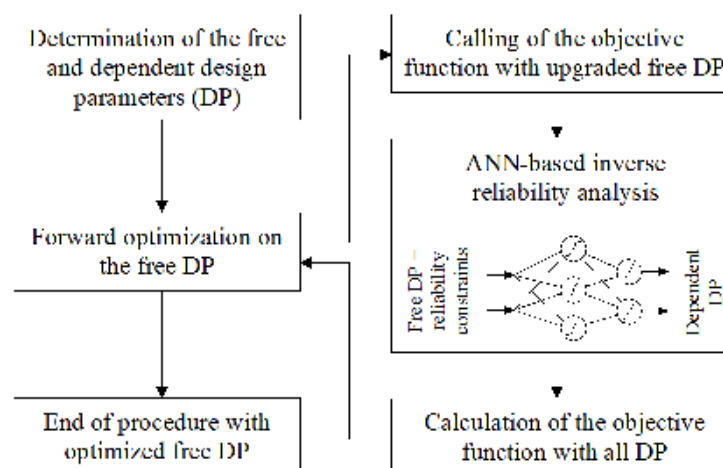 Determination of the free
and dependent design
parameters (DP)
Forward optimization on
the free DP
End of procedure with
optimized free DP
Calling of the objective
function with upgraded free DP
ANN-based inverse
reliability analysis
Free DP –
reliability
constraints
Dependent
DP
Calculation of the objective
function with all DP